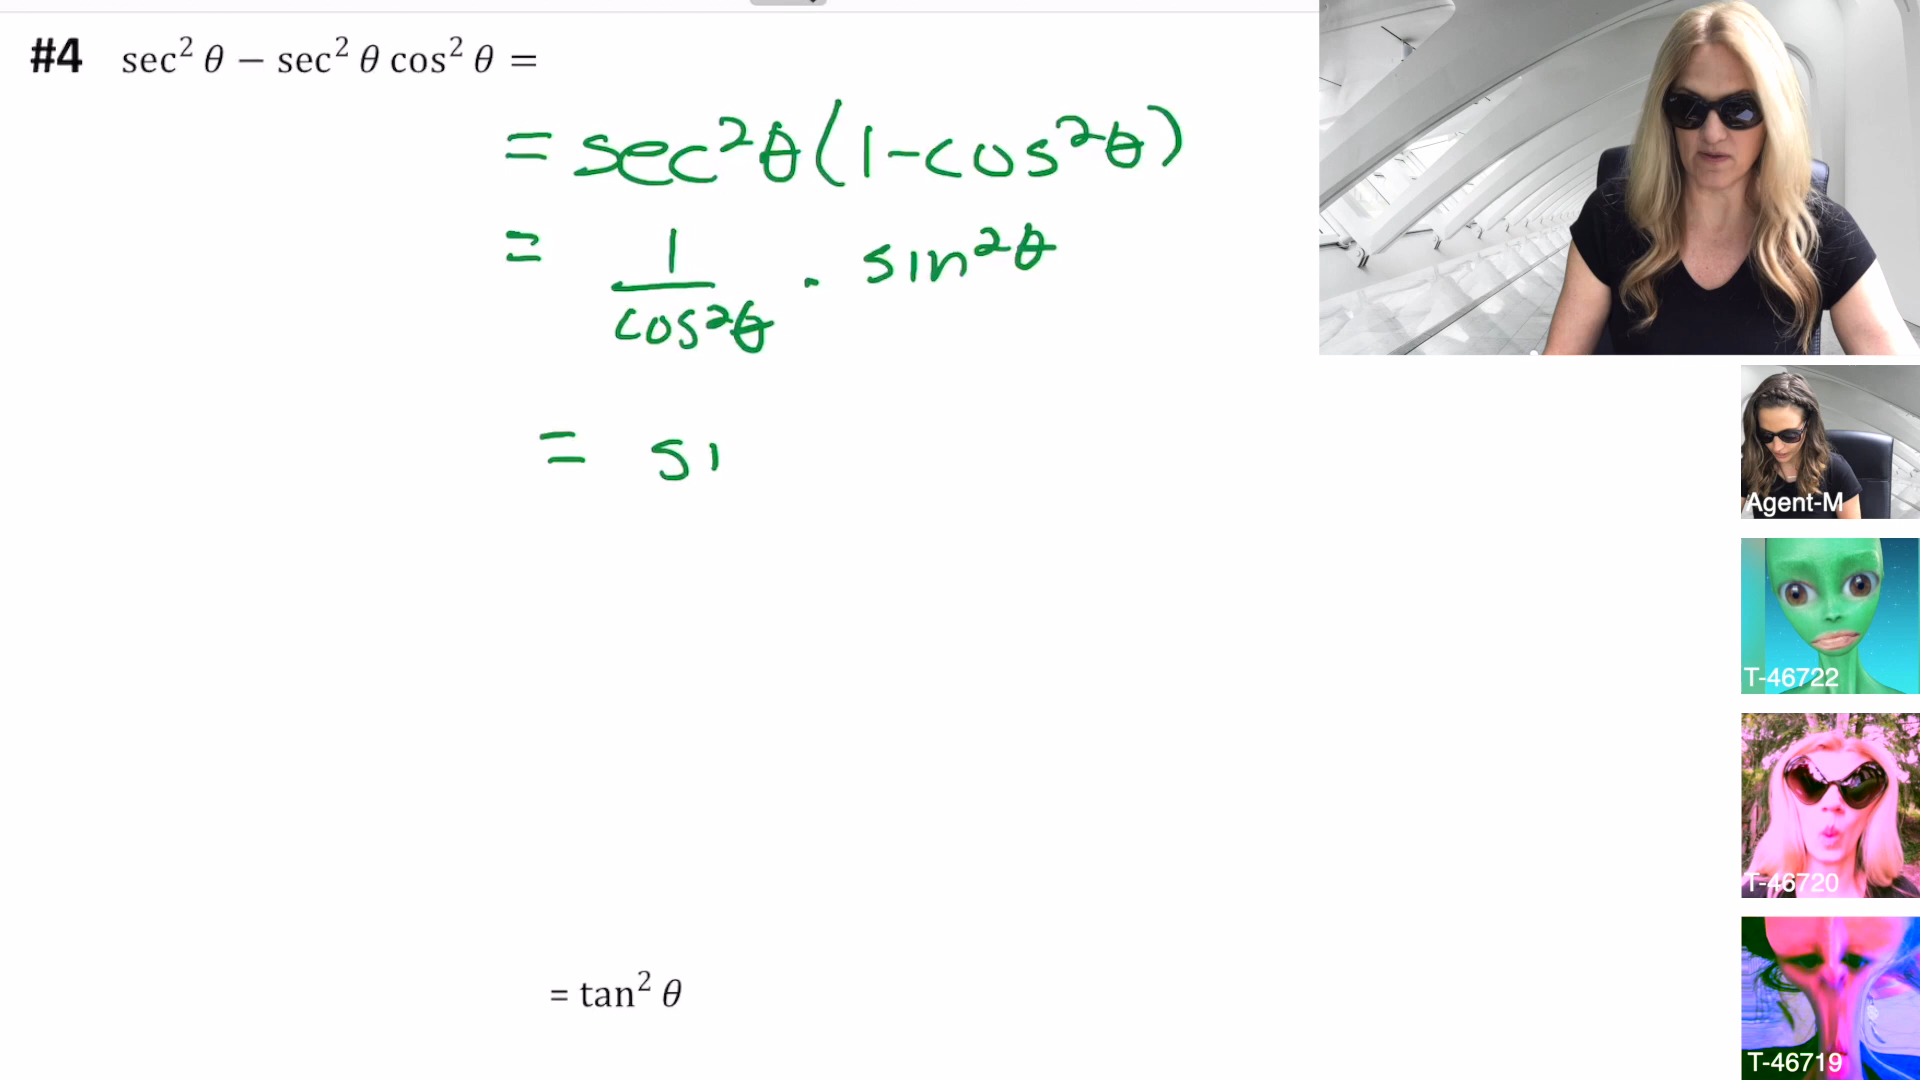 #4 sec² θ − sec² θ cos² θ =
= sec²θ(1-cos²θ)
= 1/cos²θ · sin²θ
= si
= tan² θ
Agent-M
T-46722
T-46720
T-46719